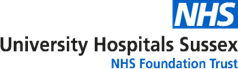 NHS
University Hospitals Sussex
NHS Foundation Trust